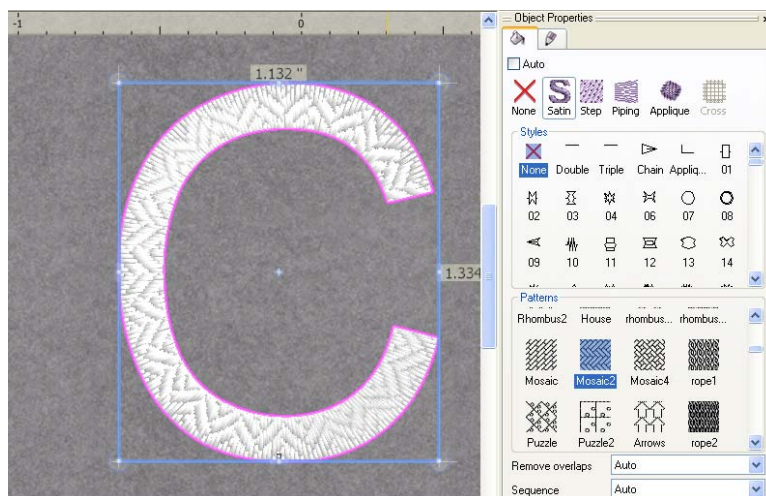 -1 0
Object Properties
1.132 "
1.334
Auto
None Satin Step Piping Applique Cross
Styles
None Double Triple Chain Appliq... 01
02 03 04 06 07 08
09 10 11 12 13 14
Patterns
Rhombus2 House rhombus... rhombus...
Mosaic Mosaic2 Mosaic4 rope1
Puzzle Puzzle2 Arrows rope2
Remove overlaps Auto
Sequence Auto